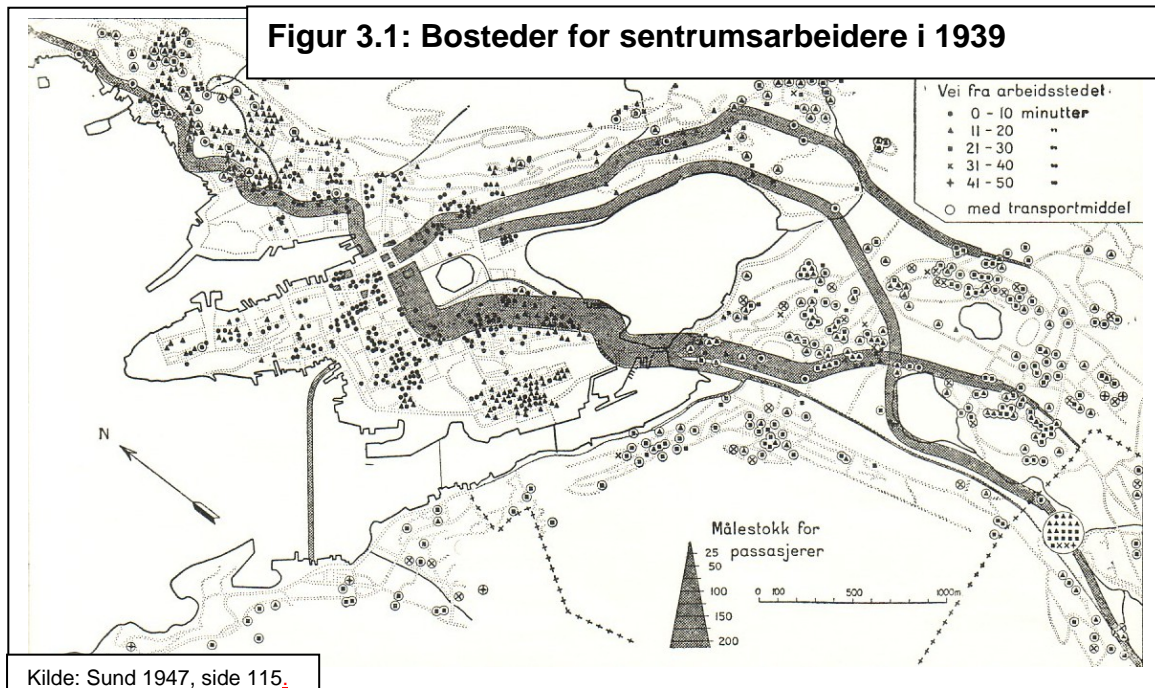 Figur 3.1: Bosteder for sentrumsarbeidere i 1939
Vei fra arbeidsstedet:
0 - 10 minutter
11 - 20 "
21 - 30 "
31 - 40 "
41 - 50 "
med transportmiddel
N
Målestokk for
passasjerer
25
50
100
150
200
0 100 500 1000m
Kilde: Sund 1947, side 115.